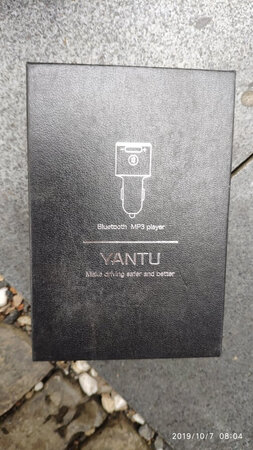 Bluetooth MP3 player
YANTU
Make driving safer and better
2019/10/7 08:04